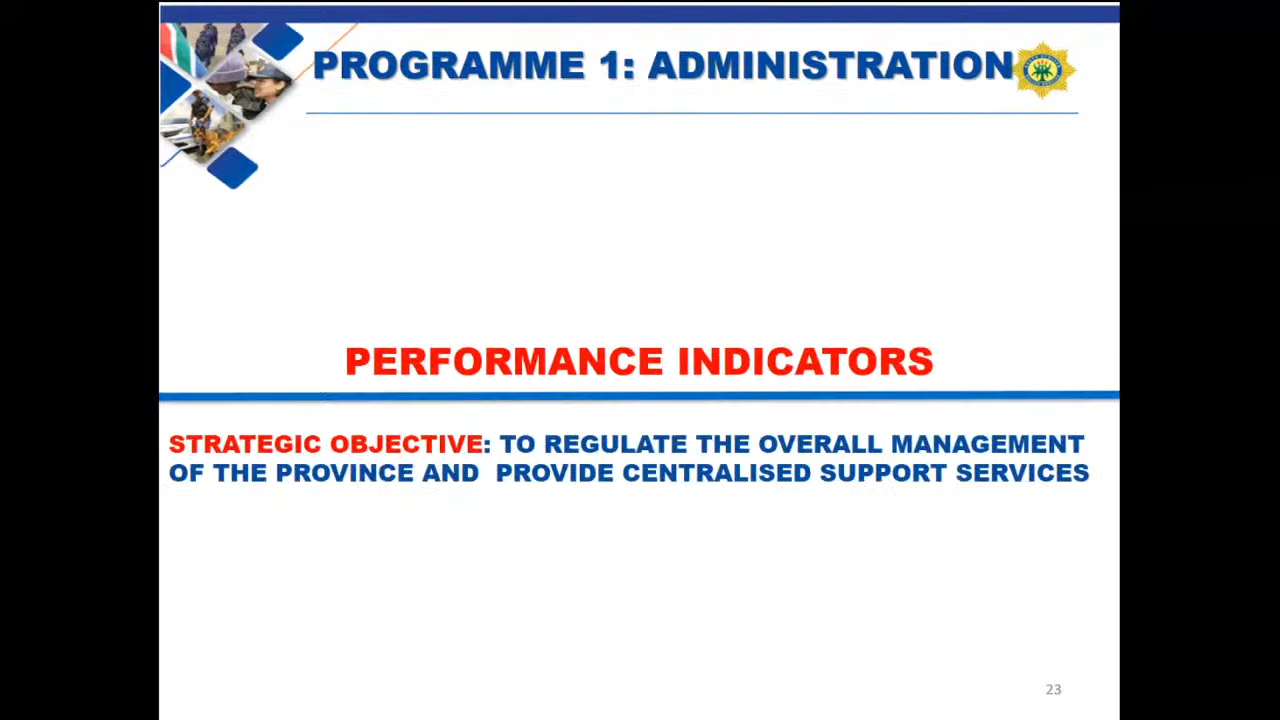 PROGRAMME 1: ADMINISTRATION
PERFORMANCE INDICATORS
STRATEGIC OBJECTIVE: TO REGULATE THE OVERALL MANAGEMENT
OF THE PROVINCE AND PROVIDE CENTRALISED SUPPORT SERVICES
23